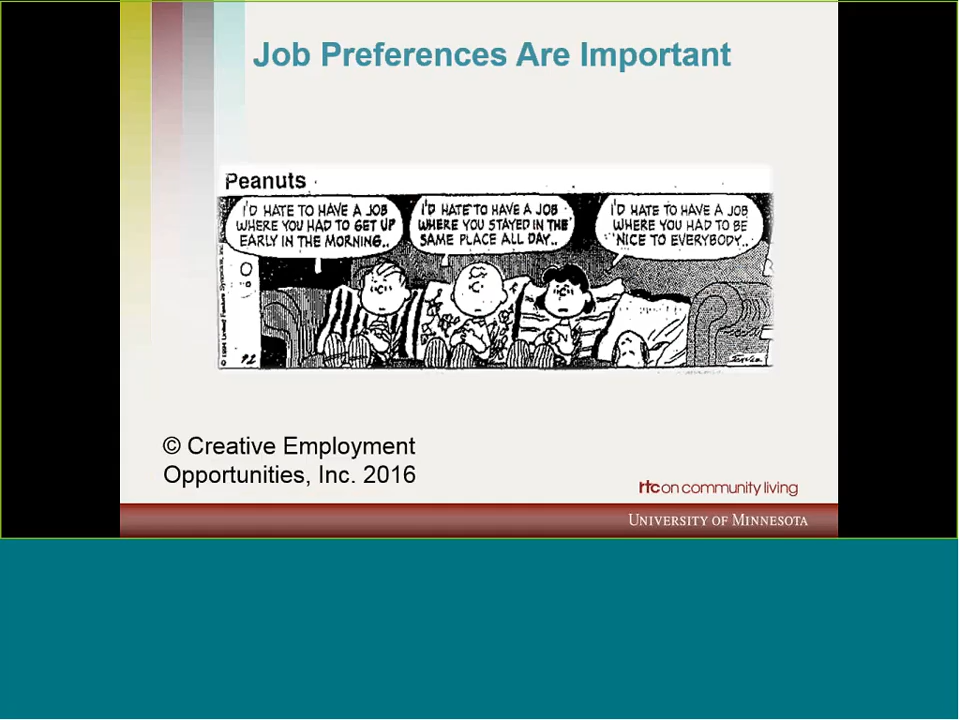 Job Preferences Are Important
Peanuts
I'D HATE TO HAVE A JOB
WHERE YOU HAD TO GET UP
EARLY IN THE MORNING..
I'D HATE TO HAVE A JOB
WHERE YOU STAYED IN THE
SAME PLACE ALL DAY..
I'D HATE TO HAVE A JOB
WHERE YOU HAD TO BE
NICE TO EVERYBODY..
© Creative Employment
Opportunities, Inc. 2016
rtc on community living
UNIVERSITY OF MINNESOTA